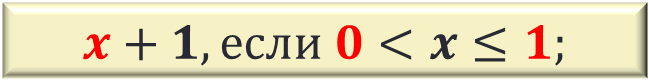 x + 1, если 0 < x ≤ 1;